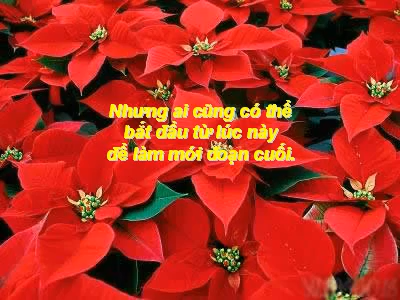 Nhưng ai cũng có thể
bắt đầu từ lúc này
để làm mới đoạn cuối.